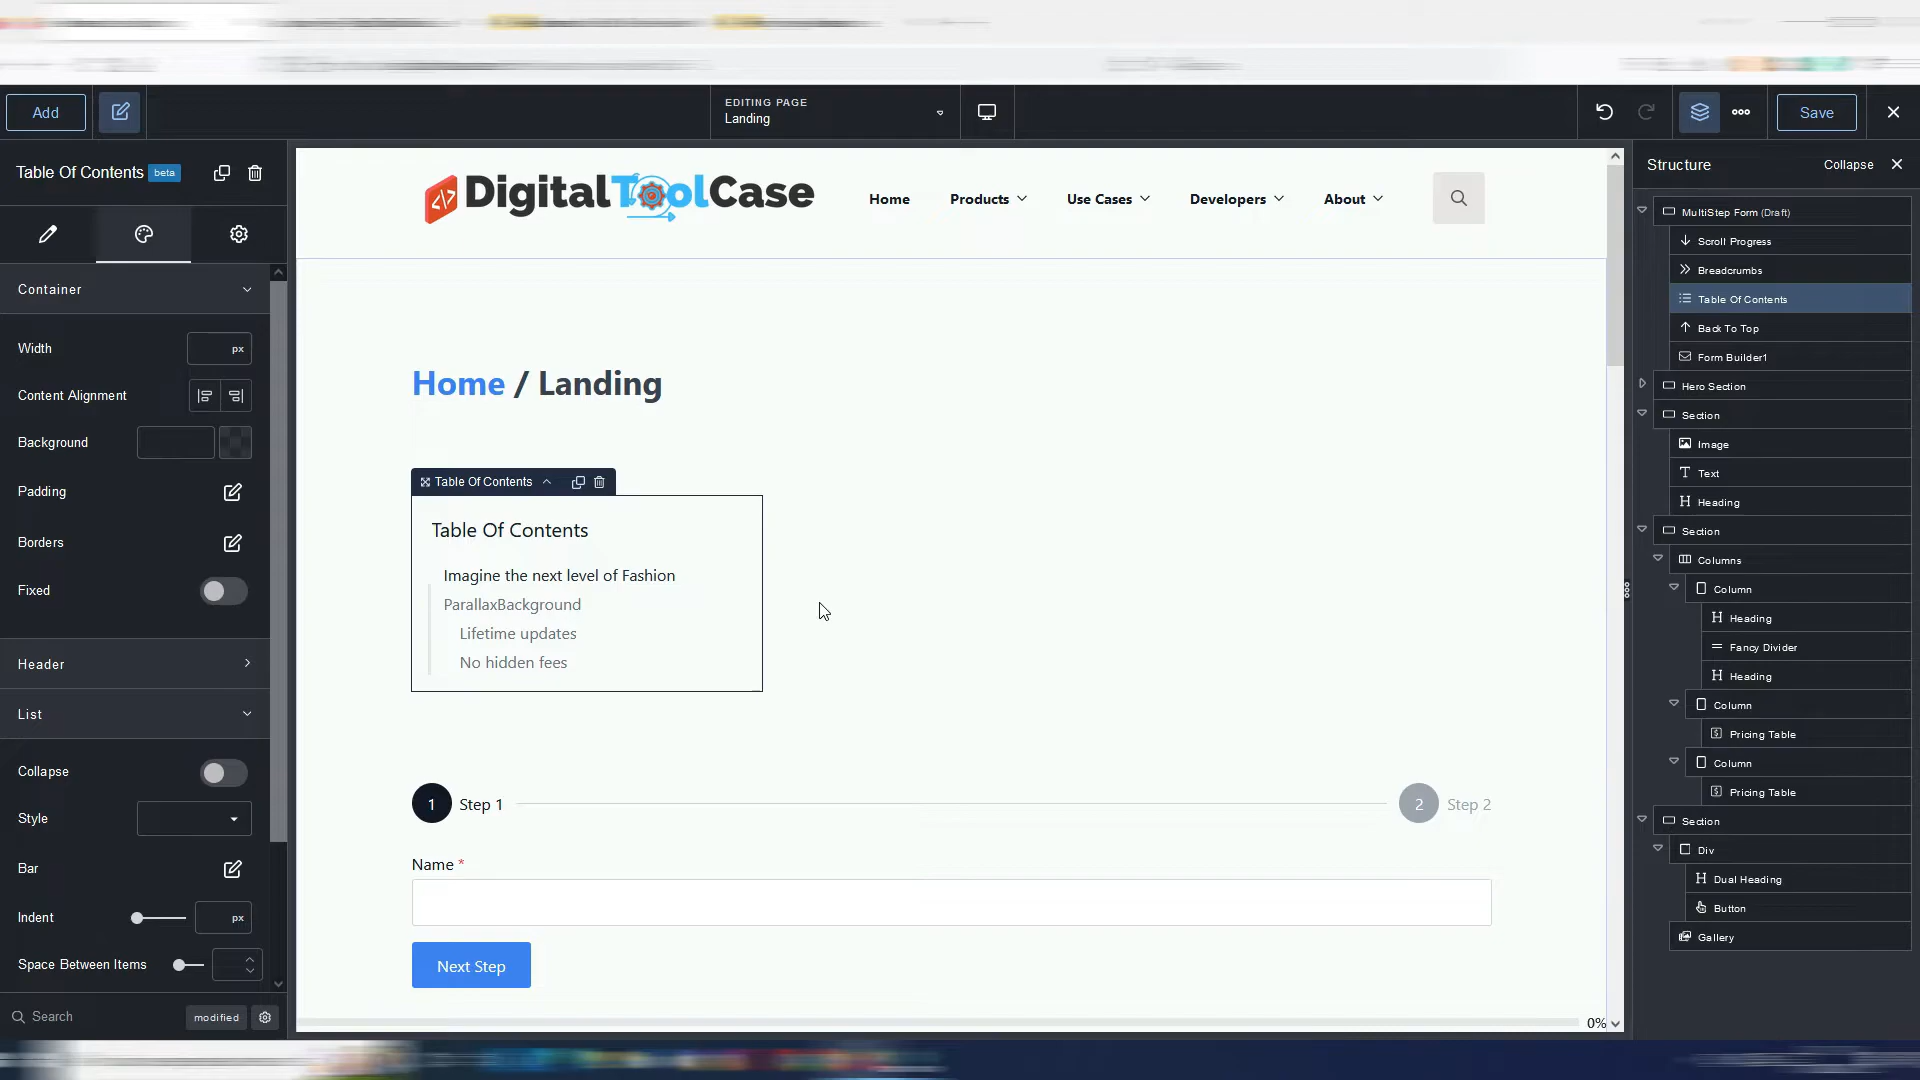 Add
EDITING PAGE
Landing
Save
Table Of Contents beta
Container
Width
px
Content Alignment
Background
Padding
Borders
Fixed
Header
List
Collapse
Style
Bar
Indent
px
Space Between Items
Search
modified
DigitalToolCase
Home
Products
Use Cases
Developers
About
Home / Landing
Table Of Contents
Table Of Contents
Imagine the next level of Fashion
ParallaxBackground
Lifetime updates
No hidden fees
1 Step 1
2 Step 2
Name *
Next Step
0%
Structure
Collapse
MultiStep Form (Draft)
Scroll Progress
Breadcrumbs
Table Of Contents
Back To Top
Form Builder1
Hero Section
Section
Image
Text
Heading
Section
Columns
Column
Heading
Fancy Divider
Heading
Column
Pricing Table
Column
Pricing Table
Section
Div
Dual Heading
Button
Gallery